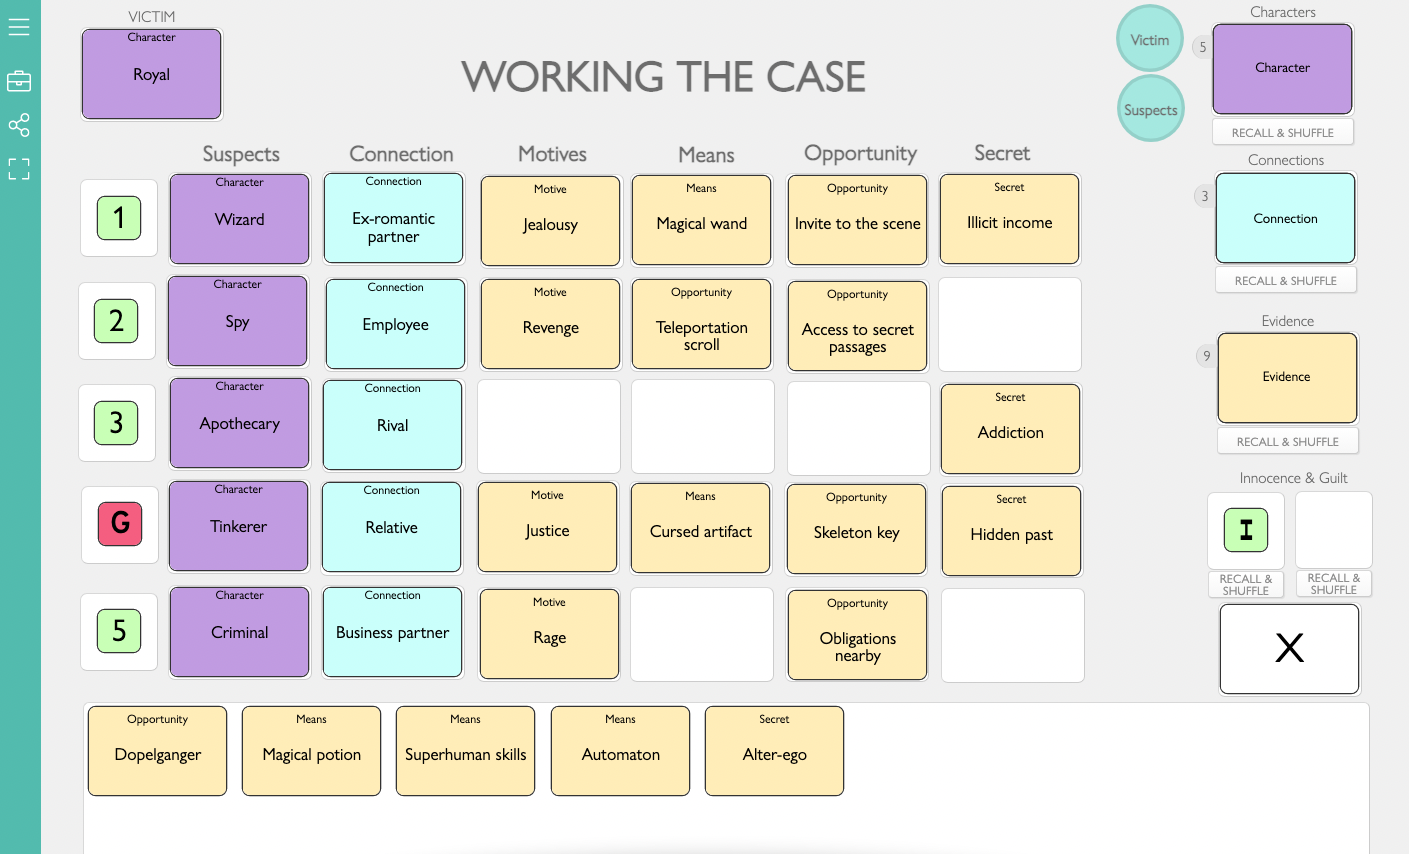 VICTIM
Character
Royal
WORKING THE CASE
Victim
Suspects
Characters
5
Character
RECALL & SHUFFLE
Connections
3
Connection
RECALL & SHUFFLE
Evidence
9
Evidence
RECALL & SHUFFLE
Innocence & Guilt
I
RECALL &
SHUFFLE
RECALL &
SHUFFLE
X
Suspects
Connection
Motives
Means
Opportunity
Secret
1
Character
Wizard
Connection
Ex-romantic
partner
Motive
Jealousy
Means
Magical wand
Opportunity
Invite to the scene
Secret
Illicit income
2
Character
Spy
Connection
Employee
Motive
Revenge
Opportunity
Teleportation
scroll
Opportunity
Access to secret
passages
3
Character
Apothecary
Connection
Rival
Secret
Addiction
G
Character
Tinkerer
Connection
Relative
Motive
Justice
Means
Cursed artifact
Opportunity
Skeleton key
Secret
Hidden past
5
Character
Criminal
Connection
Business partner
Motive
Rage
Opportunity
Obligations
nearby
Opportunity
Dopelganger
Means
Magical potion
Means
Superhuman skills
Means
Automaton
Secret
Alter-ego